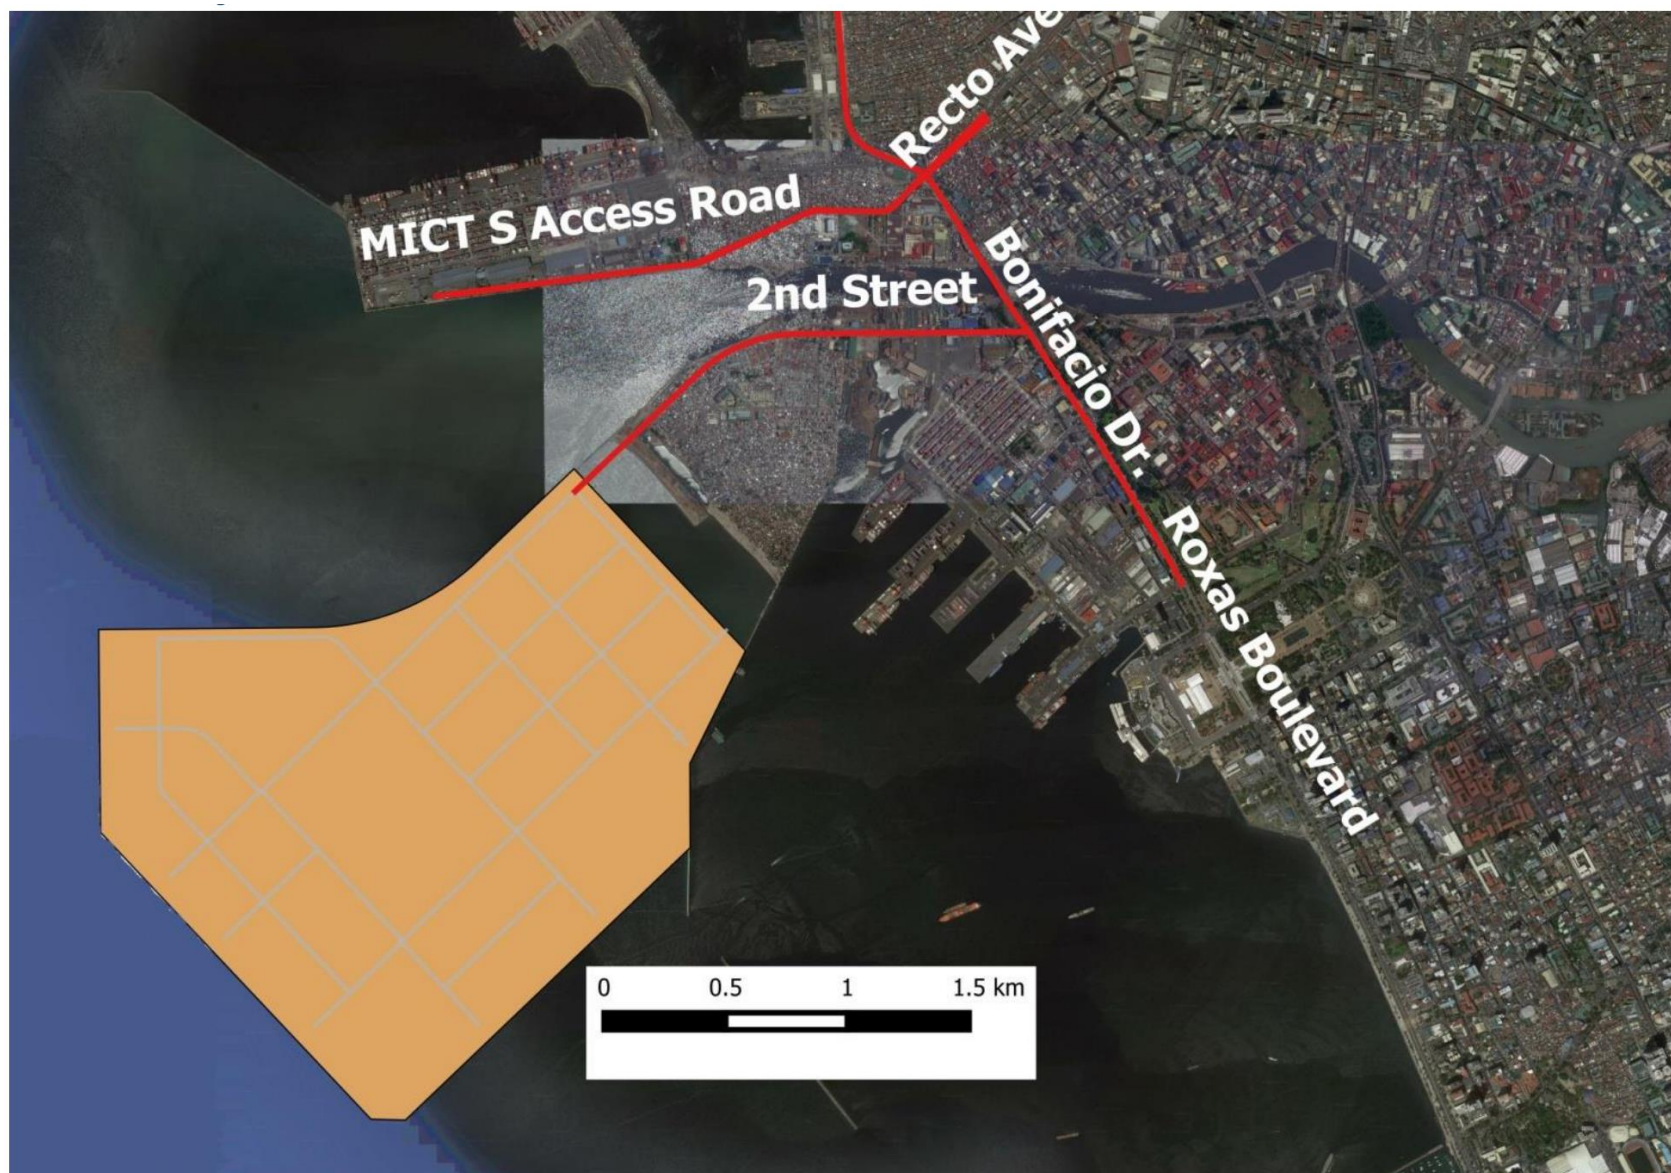 Recto Ave
MICT S Access Road
2nd Street
Bonifacio Dr.
Roxas Boulevard
0 0.5 1 1.5 km